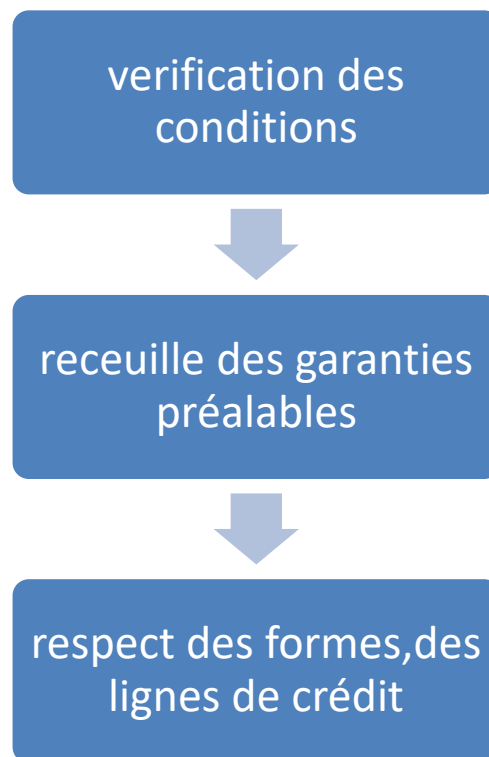 verification des
conditions
receuille des garanties
préalables
respect des formes,des
lignes de crédit